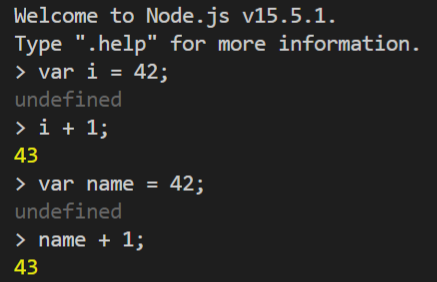 Welcome to Node.js v15.5.1.
Type ".help" for more information.
> var i = 42;
undefined
> i + 1;
43
> var name = 42;
undefined
> name + 1;
43